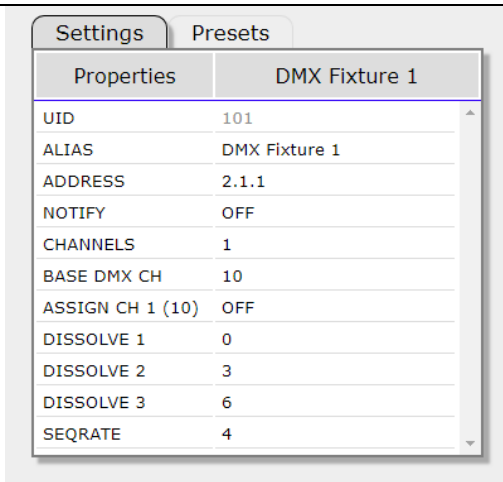 Settings Presets
Properties DMX Fixture 1
UID 101
ALIAS DMX Fixture 1
ADDRESS 2.1.1
NOTIFY OFF
CHANNELS 1
BASE DMX CH 10
ASSIGN CH 1 (10) OFF
DISSOLVE 1 0
DISSOLVE 2 3
DISSOLVE 3 6
SEQRATE 4